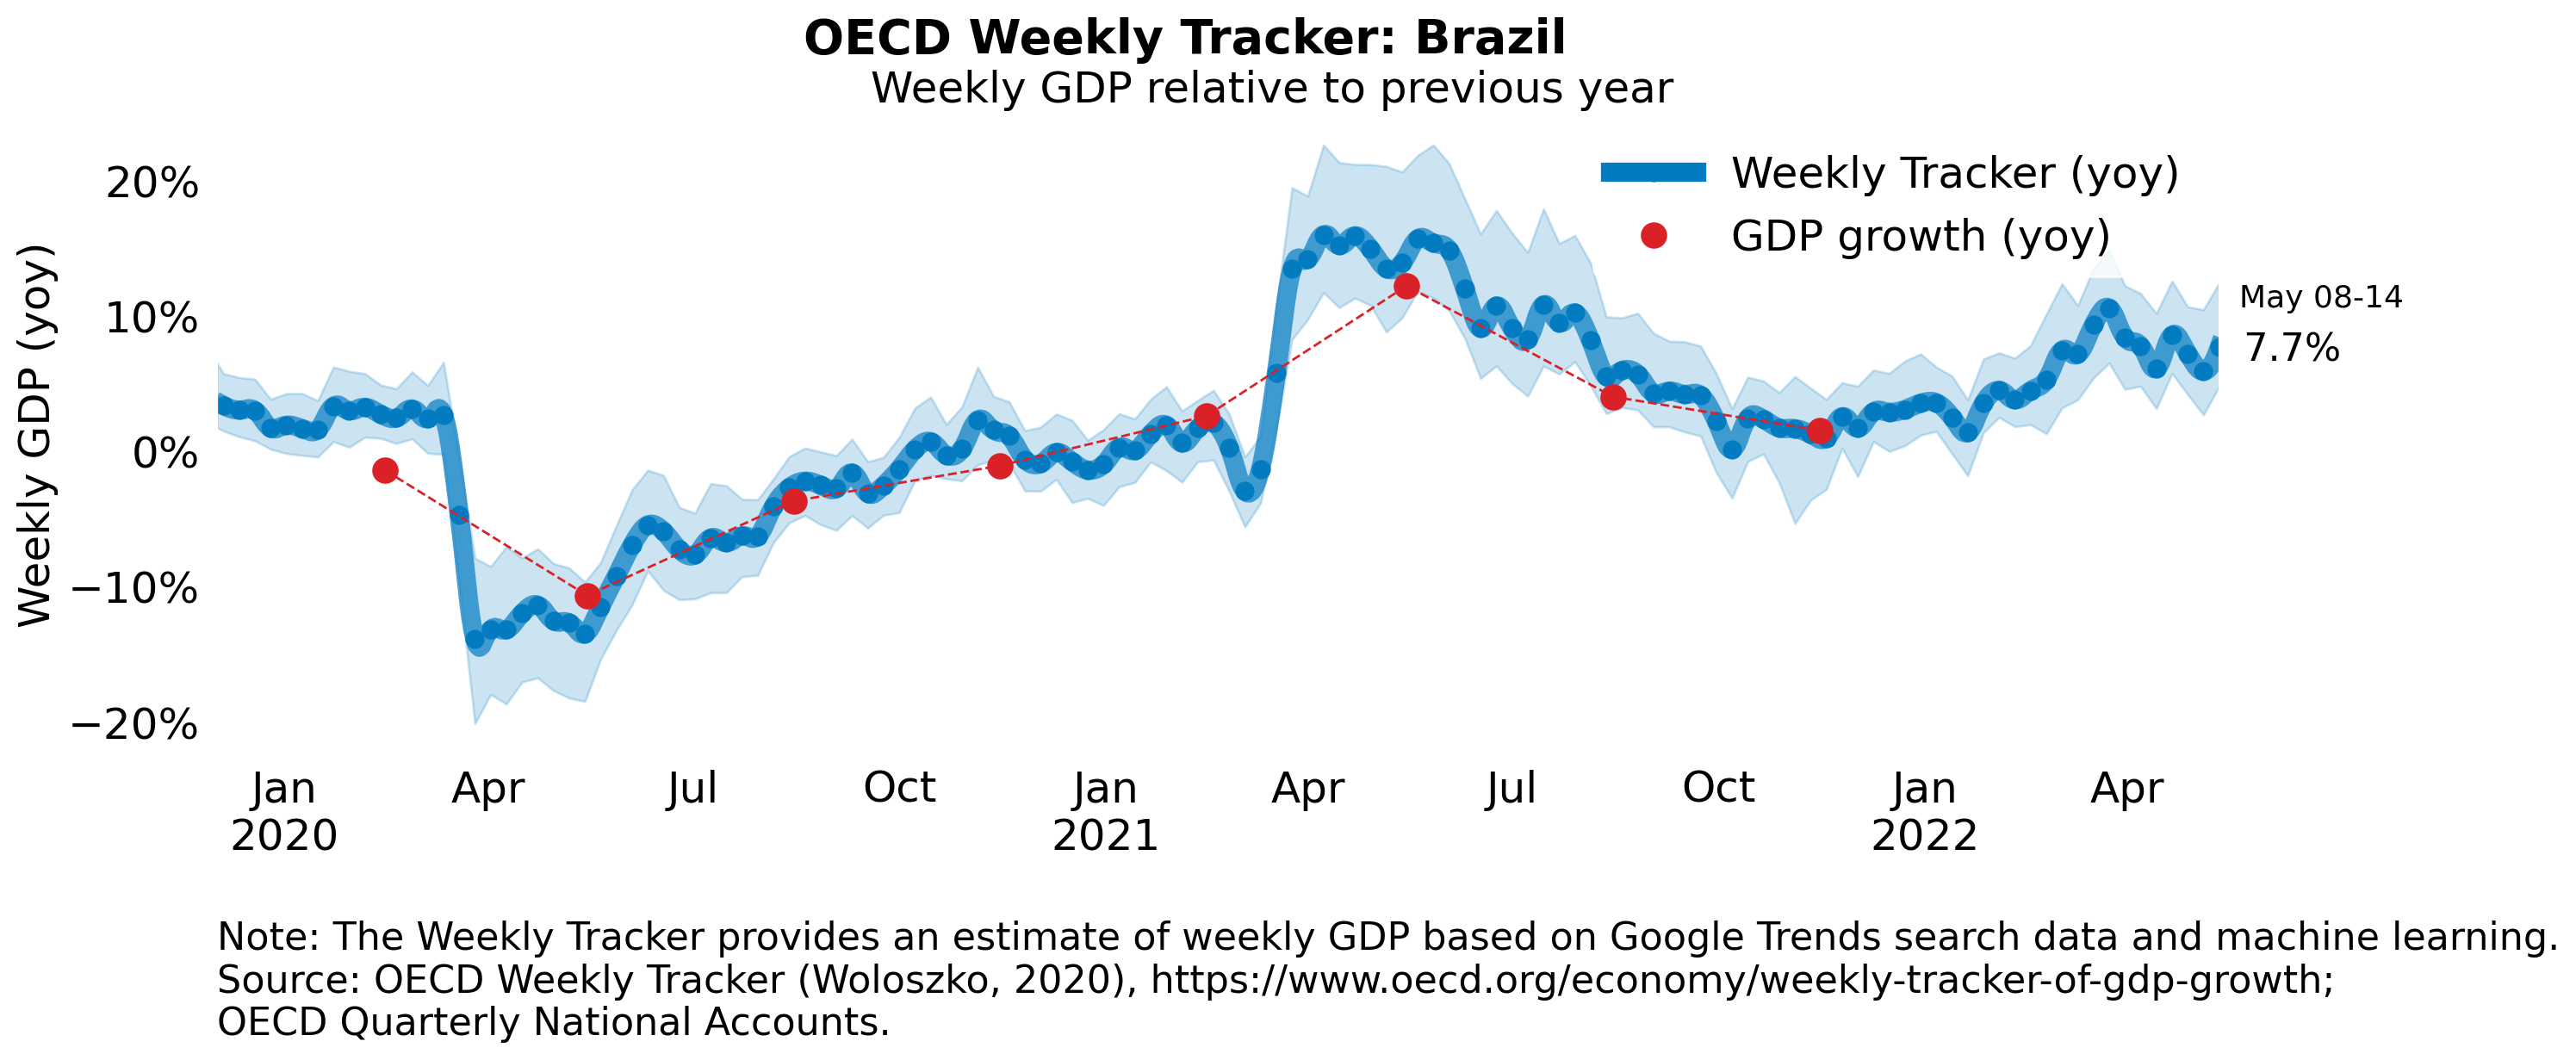 OECD Weekly Tracker: Brazil
Weekly GDP relative to previous year
Weekly GDP (yoy)
20%
10%
0%
−10%
−20%
Weekly Tracker (yoy)
GDP growth (yoy)
May 08-14
7.7%
Jan Apr Jul Oct Jan Apr Jul Oct Jan Apr
2020 2021 2022
Note: The Weekly Tracker provides an estimate of weekly GDP based on Google Trends search data and machine learning.
Source: OECD Weekly Tracker (Woloszko, 2020), https://www.oecd.org/economy/weekly-tracker-of-gdp-growth;
OECD Quarterly National Accounts.